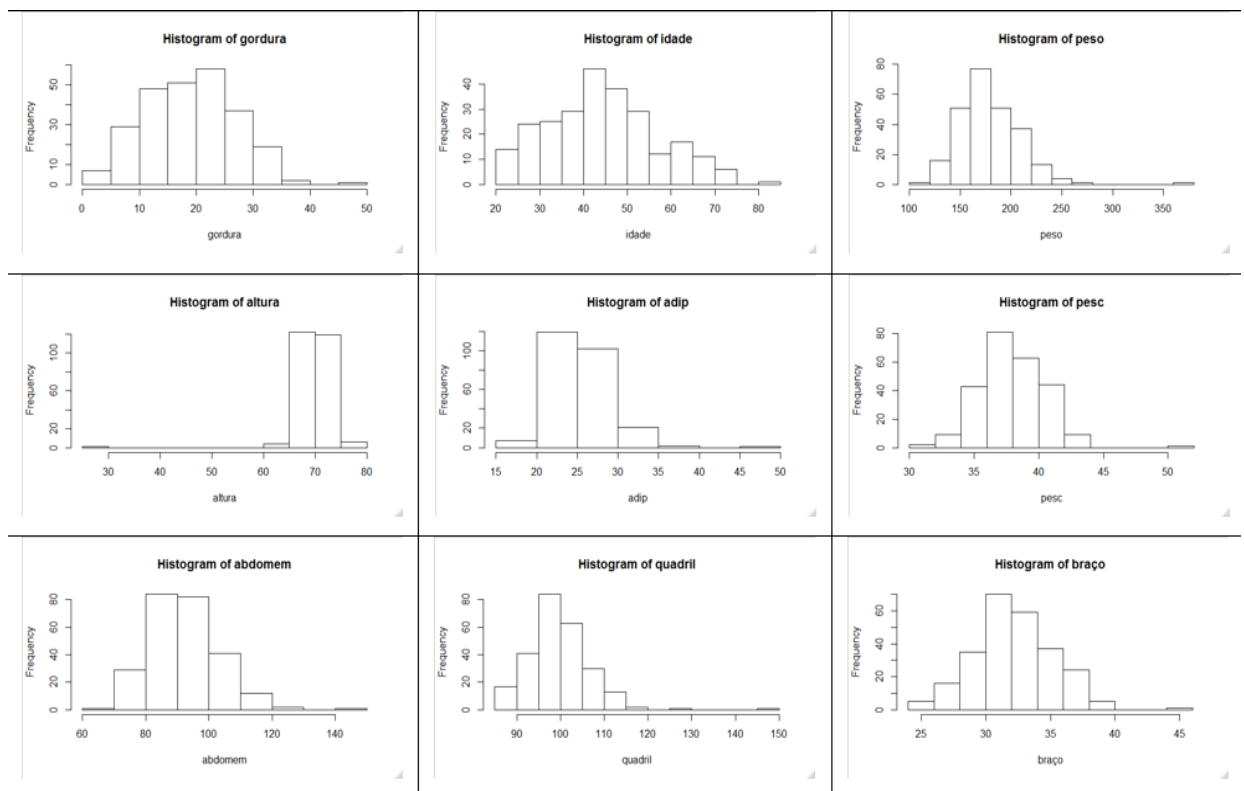 Histogram of gordura
Frequency
10 30 50
0
0 10 20 30 40 50
gordura
Histogram of idade
Frequency
0 10 20 30 40
20 30 40 50 60 70 80
idade
Histogram of peso
Frequency
0 20 40 60 80
100 150 200 250 300 350
peso
Histogram of altura
Frequency
0 20 60 100
30 40 50 60 70 80
altura
Histogram of adip
Frequency
0 20 60 100
15 20 25 30 35 40 45 50
adip
Histogram of pesc
Frequency
0 20 40 60 80
30 35 40 45 50
pesc
Histogram of abdomem
Frequency
0 20 40 60 80
60 80 100 120 140
abdomem
Histogram of quadril
Frequency
0 20 40 60 80
90 100 110 120 130 140 150
quadril
Histogram of braço
Frequency
0 20 40 60
25 30 35 40 45
braço